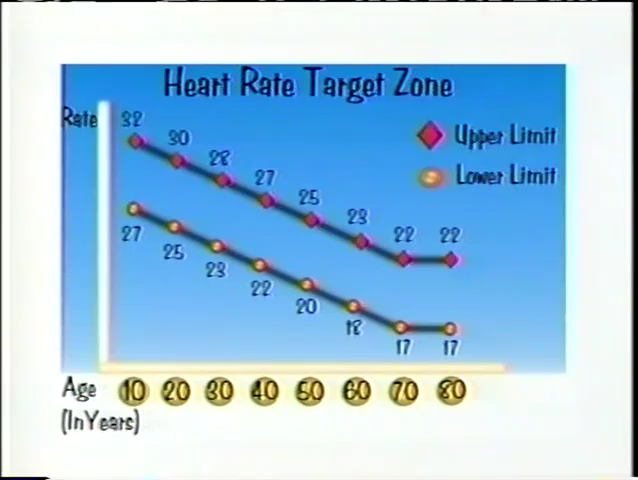 Heart Rate Target Zone
Rate
32 30 28 27 25 23 22 22
Upper Limit
Lower Limit
27 25 23 22 20 18 17 17
Age 10 20 30 40 50 60 70 80
(In Years)